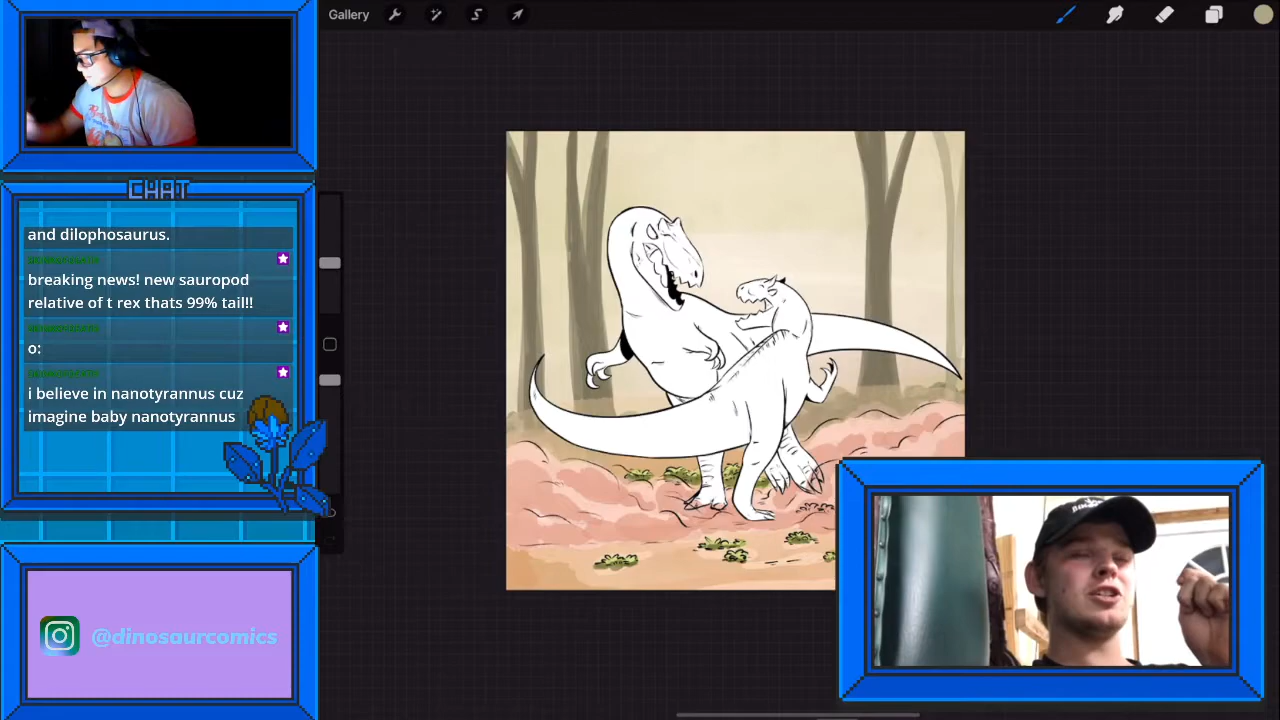 Gallery
CHAT
and dilophosaurus.
breaking news! new sauropod
relative of t rex thats 99% tail!!
o:
i believe in nanotyrannus cuz
imagine baby nanotyrannus
@dinosaurcomics